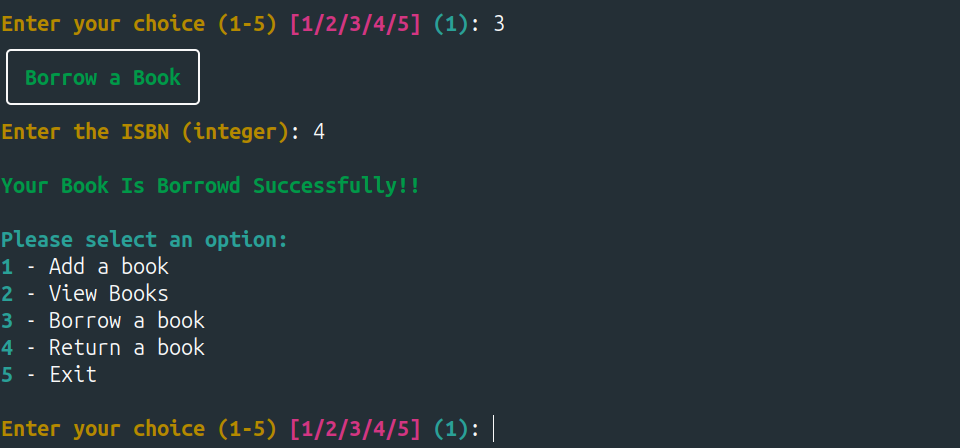 Enter your choice (1-5) [1/2/3/4/5] (1): 3
Borrow a Book
Enter the ISBN (integer): 4
Your Book Is Borrowd Successfully!!
Please select an option:
1 - Add a book
2 - View Books
3 - Borrow a book
4 - Return a book
5 - Exit
Enter your choice (1-5) [1/2/3/4/5] (1):